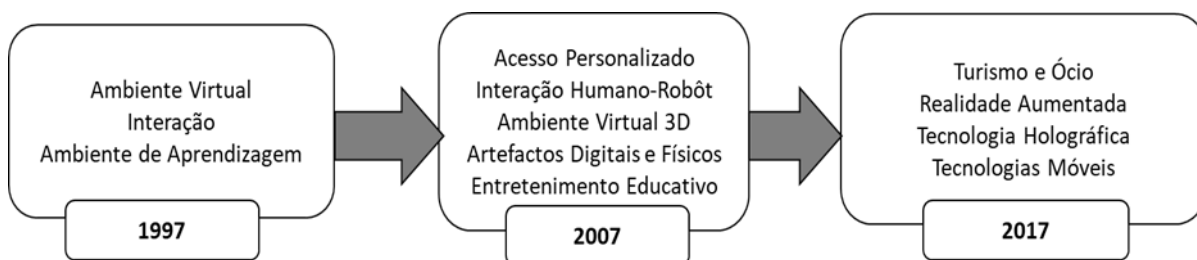 Ambiente Virtual
Interação
Ambiente de Aprendizagem
1997
Acesso Personalizado
Interação Humano-Robôt
Ambiente Virtual 3D
Artefactos Digitais e Físicos
Entretenimento Educativo
2007
Turismo e Ócio
Realidade Aumentada
Tecnologia Holográfica
Tecnologias Móveis
2017